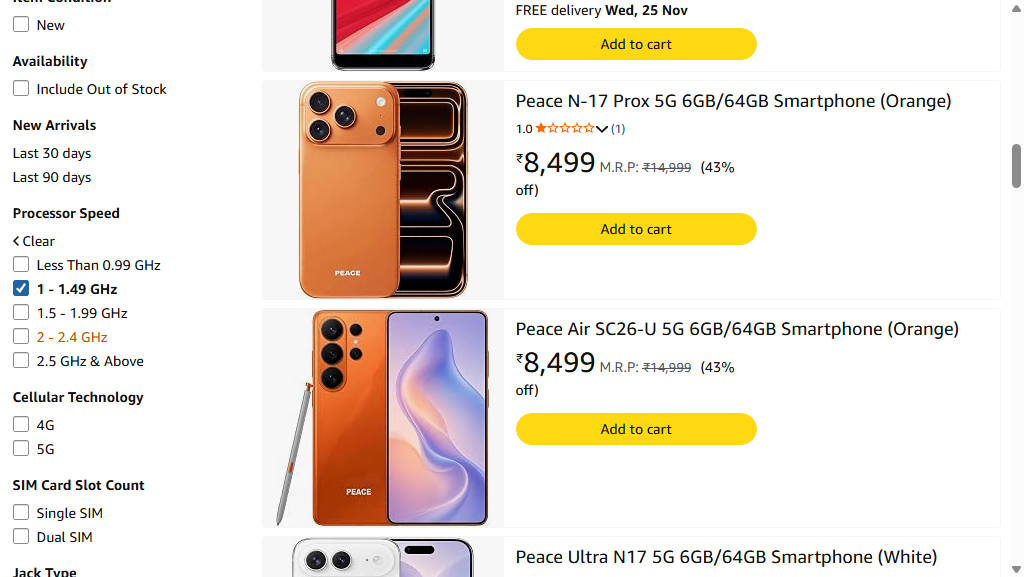 Item Condition
New
Availability
Include Out of Stock
New Arrivals
Last 30 days
Last 90 days
Processor Speed
Clear
Less Than 0.99 GHz
1 - 1.49 GHz
1.5 - 1.99 GHz
2 - 2.4 GHz
2.5 GHz & Above
Cellular Technology
4G
5G
SIM Card Slot Count
Single SIM
Dual SIM
Jack Type
FREE delivery Wed, 25 Nov
Add to cart
PEACE
Peace N-17 Prox 5G 6GB/64GB Smartphone (Orange)
1.0 (1)
₹8,499 M.R.P: ₹14,999 (43%
off)
Add to cart
PEACE
Peace Air SC26-U 5G 6GB/64GB Smartphone (Orange)
₹8,499 M.R.P: ₹14,999 (43%
off)
Add to cart
Peace Ultra N17 5G 6GB/64GB Smartphone (White)